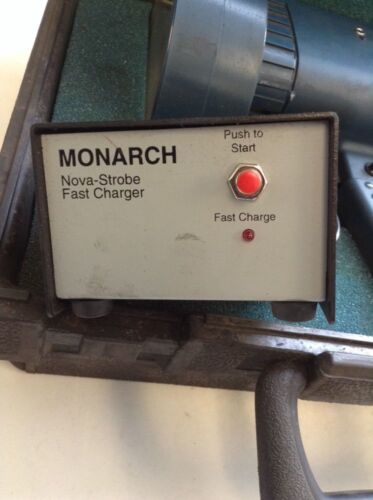 MONARCH
Nova-Strobe
Fast Charger
Push to
Start
Fast Charge